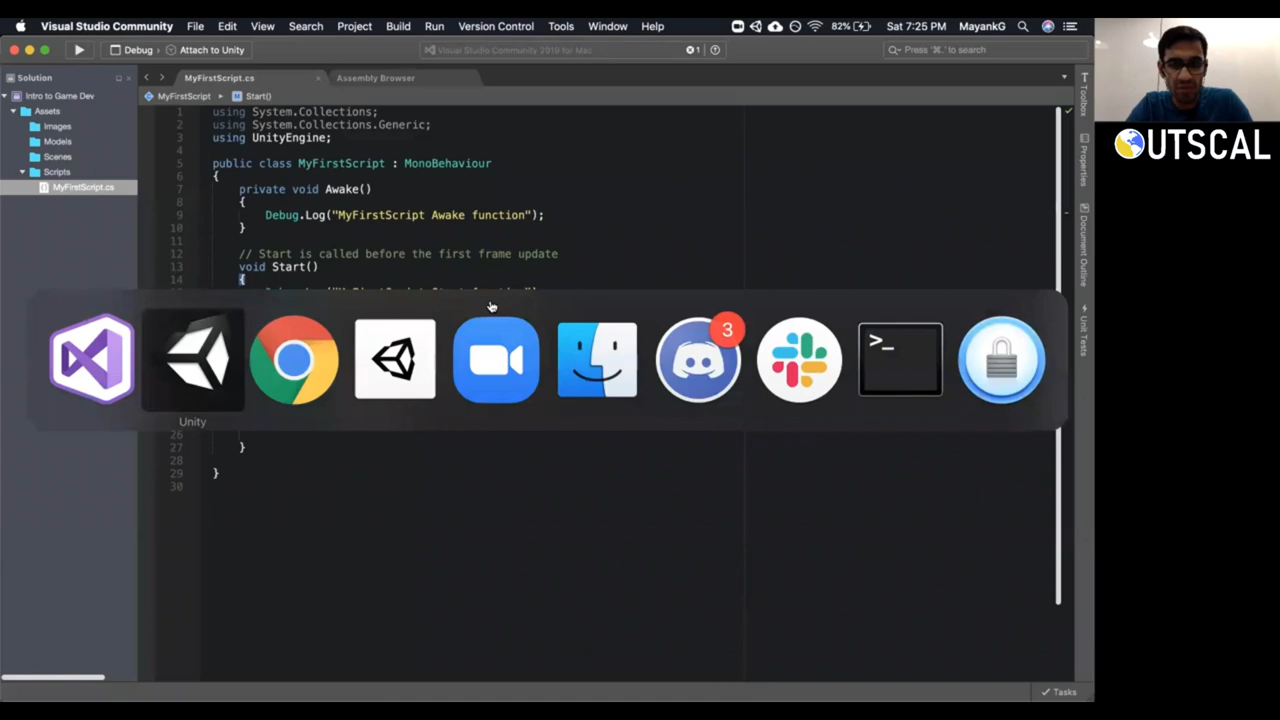 Visual Studio Community File Edit View Search Project Build Run Version Control Tools Window Help 82% Sat 7:25 PM MayankG
Debug › Attach to Unity Visual Studio Community 2019 for Mac 1 Press '⌘.' to search
Solution
MyFirstScript.cs
Assembly Browser
MyFirstScript ▸ M Start()
Intro to Game Dev
Assets
Images
Models
Scenes
Scripts
MyFirstScript.cs
1 using System.Collections;
2 using System.Collections.Generic;
3 using UnityEngine;
4
5 public class MyFirstScript : MonoBehaviour
6 {
7 private void Awake()
8 {
9 Debug.Log("MyFirstScript Awake function");
10 }
11
12 // Start is called before the first frame update
13 void Start()
14 {
3
>_
Unity
26
27 }
28
29 }
30
Toolbox
Properties
Document Outline
Unit Tests
Tasks
OUTSCAL